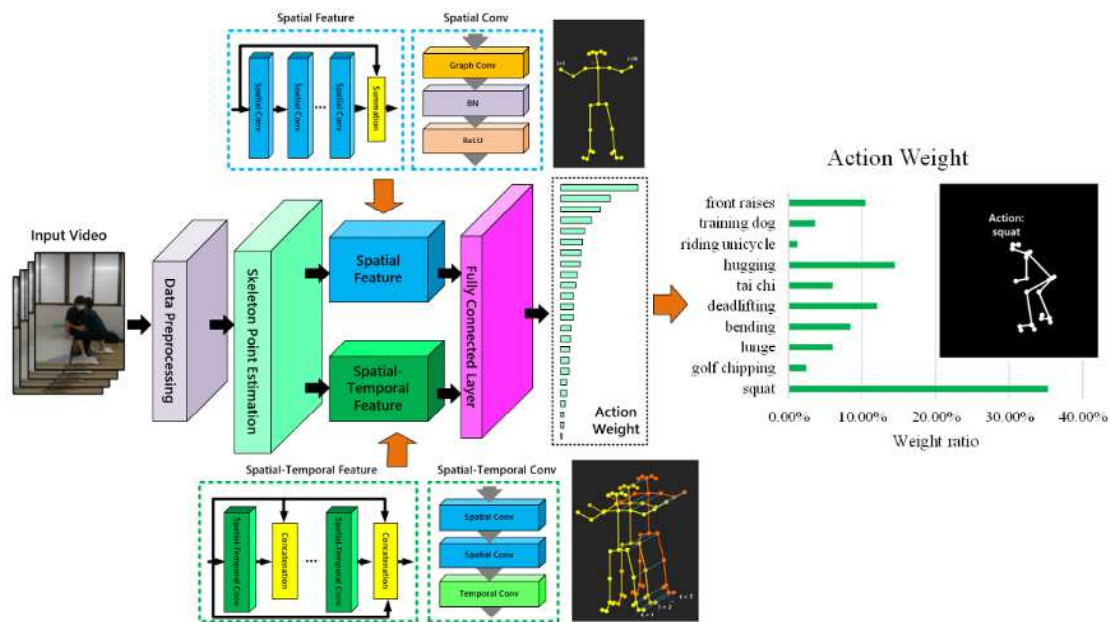 Spatial Feature
Spatial Conv
Spatial Conv
Spatial Conv
Spatial Conv
...
Summation
Graph Conv
BN
ReLU
Input Video
Data Preprocessing
Skeleton Point Estimation
Spatial
Feature
Spatial-
Temporal
Feature
Fully Connected Layer
Action
Weight
Action Weight
front raises
training dog
riding unicycle
hugging
tai chi
deadlifting
bending
lunge
golf chipping
squat
0.00%
10.00%
20.00%
30.00%
40.00%
Weight ratio
Action:
squat
Spatial-Temporal Feature
Spatial-Temporal Conv
Spatial-Temporal Conv
Concatenation
...
Spatial-Temporal Conv
Concatenation
Spatial Conv
Spatial Conv
Temporal Conv